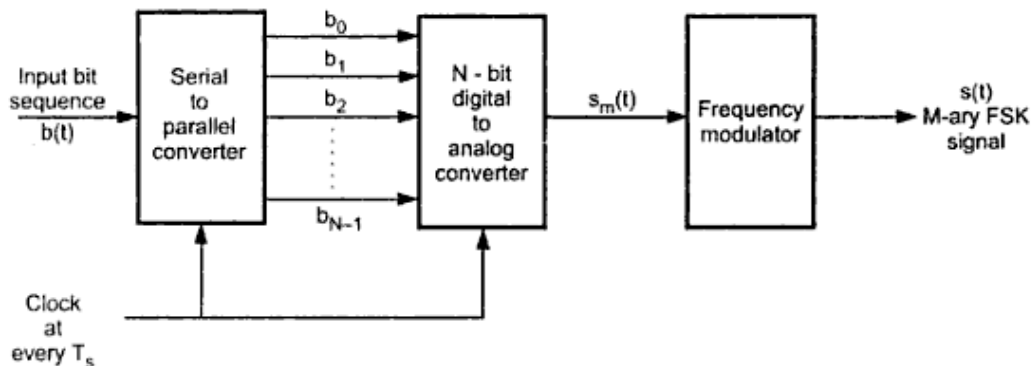 Input bit
sequence
b(t)
Serial
to
parallel
converter
b0
b1
b2
bN-1
N - bit
digital
to
analog
converter
sm(t)
Frequency
modulator
s(t)
M-ary FSK
signal
Clock
at
every Ts